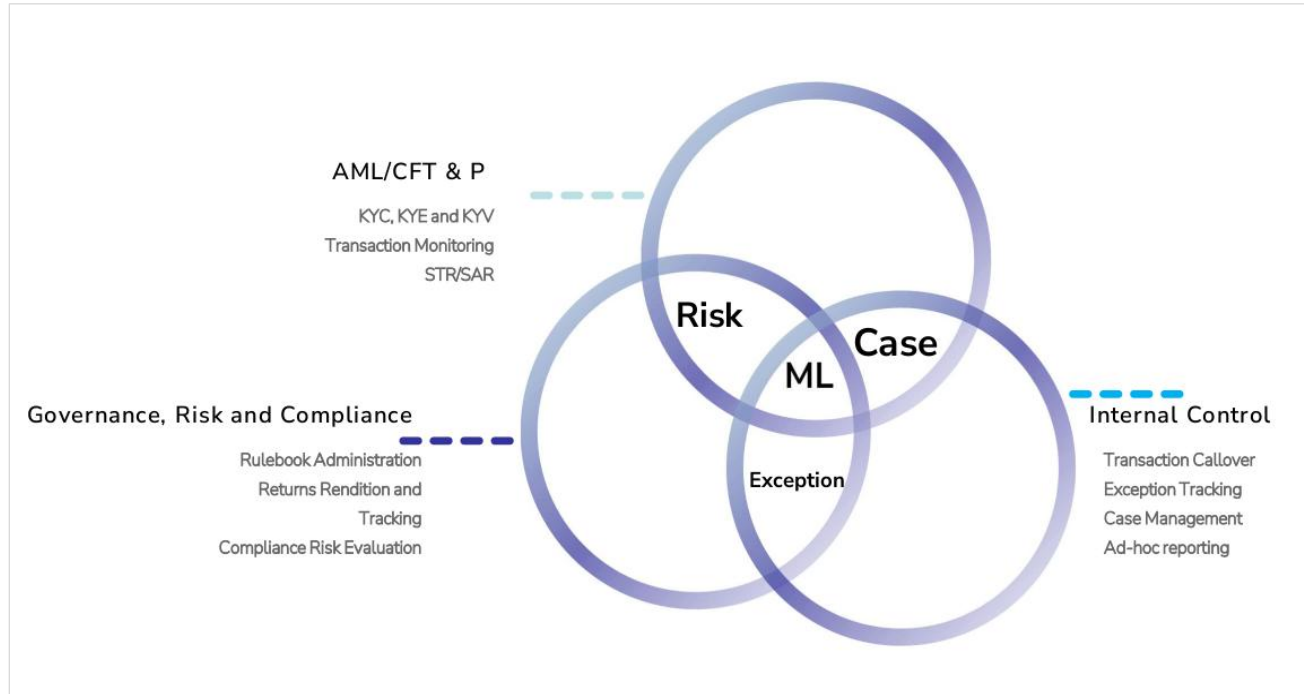 AML/CFT & P
KYC, KYE and KYV
Transaction Monitoring
STR/SAR
Risk
Case
ML
Exception
Governance, Risk and Compliance
Rulebook Administration
Returns Rendition and
Tracking
Compliance Risk Evaluation
Internal Control
Transaction Callover
Exception Tracking
Case Management
Ad-hoc reporting